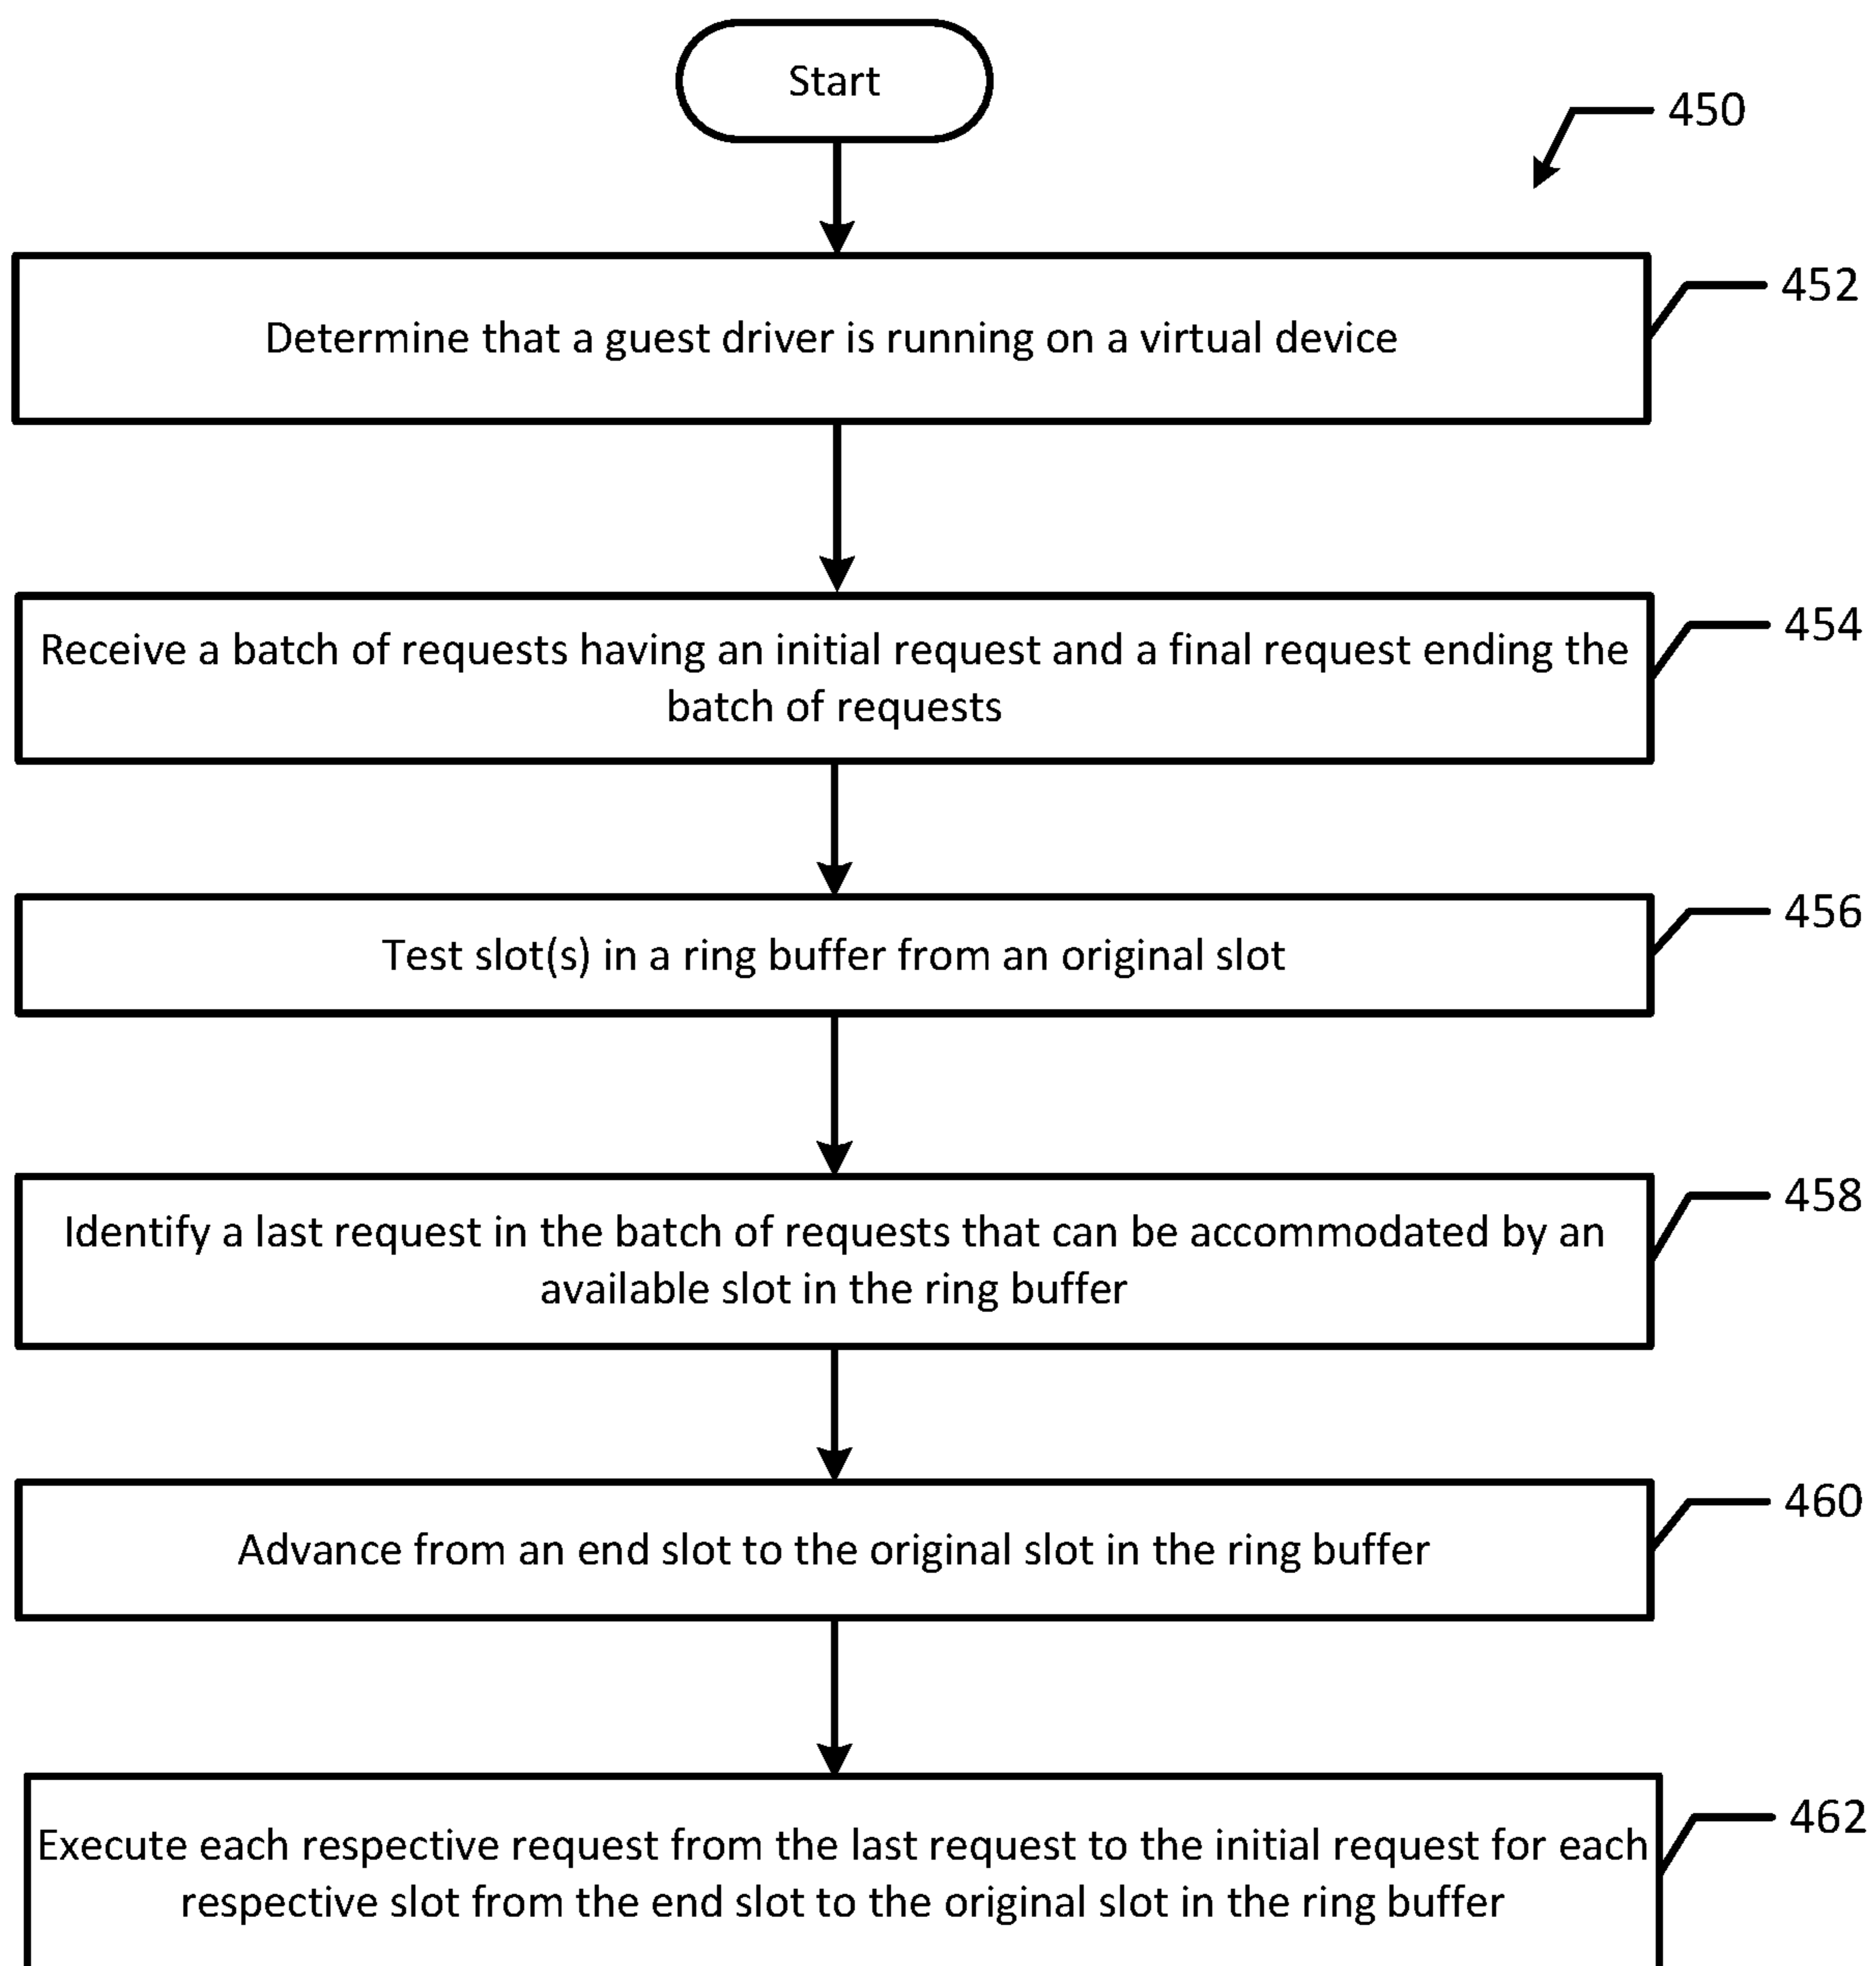 Start
450
Determine that a guest driver is running on a virtual device
452
Receive a batch of requests having an initial request and a final request ending the
batch of requests
454
Test slot(s) in a ring buffer from an original slot
456
Identify a last request in the batch of requests that can be accommodated by an
available slot in the ring buffer
458
Advance from an end slot to the original slot in the ring buffer
460
Execute each respective request from the last request to the initial request for each
respective slot from the end slot to the original slot in the ring buffer
462